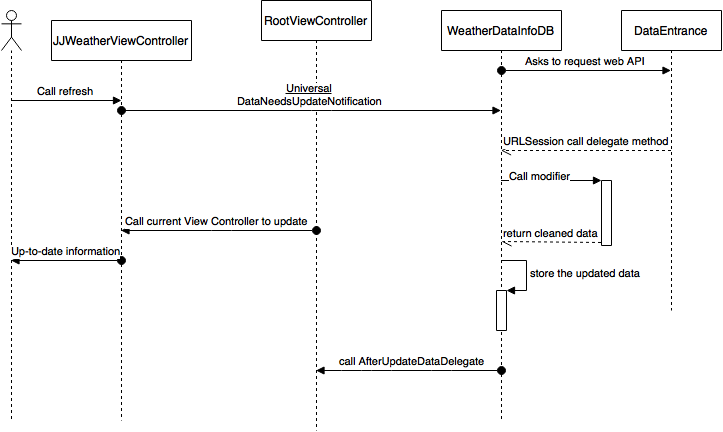 RootViewController
JJWeatherViewController
WeatherDataInfoDB
DataEntrance
Asks to request web API
Call refresh
Universal
DataNeedsUpdateNotification
URLSession call delegate method
Call modifier
Call current View Controller to update
return cleaned data
Up-to-date information
store the updated data
call AfterUpdateDataDelegate